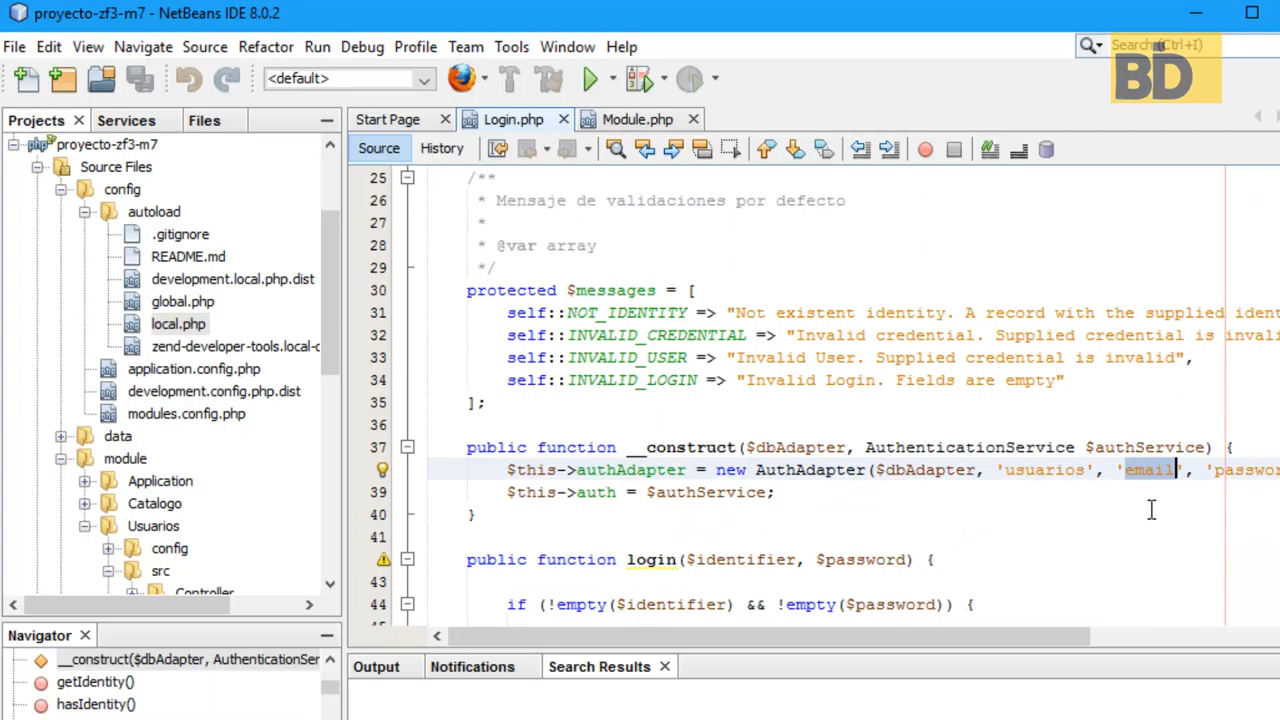 proyecto-zf3-m7 - NetBeans IDE 8.0.2
File Edit View Navigate Source Refactor Run Debug Profile Team Tools Window Help
Search (Ctrl+I)
BD
<default>
Projects Services Files
Start Page Login.php Module.php
Source History
proyecto-zf3-m7
Source Files
config
autoload
.gitignore
README.md
development.local.php.dist
global.php
local.php
zend-developer-tools.local-c
application.config.php
development.config.php.dist
modules.config.php
data
module
Application
Catalogo
Usuarios
config
src
Controller
25 /**
26 * Mensaje de validaciones por defecto
27 *
28 * @var array
29 */
30 protected $messages = [
31 self::NOT_IDENTITY => "Not existent identity. A record with the supplied ident
32 self::INVALID_CREDENTIAL => "Invalid credential. Supplied credential is invali
33 self::INVALID_USER => "Invalid User. Supplied credential is invalid",
34 self::INVALID_LOGIN => "Invalid Login. Fields are empty"
35 ];
36
37 public function __construct($dbAdapter, AuthenticationService $authService) {
$this->authAdapter = new AuthAdapter($dbAdapter, 'usuarios', 'email', 'passwor
39 $this->auth = $authService;
40 }
41
public function login($identifier, $password) {
43
44 if (!empty($identifier) && !empty($password)) {
Navigator
__construct($dbAdapter, AuthenticationSer
getIdentity()
hasIdentity()
Output Notifications Search Results